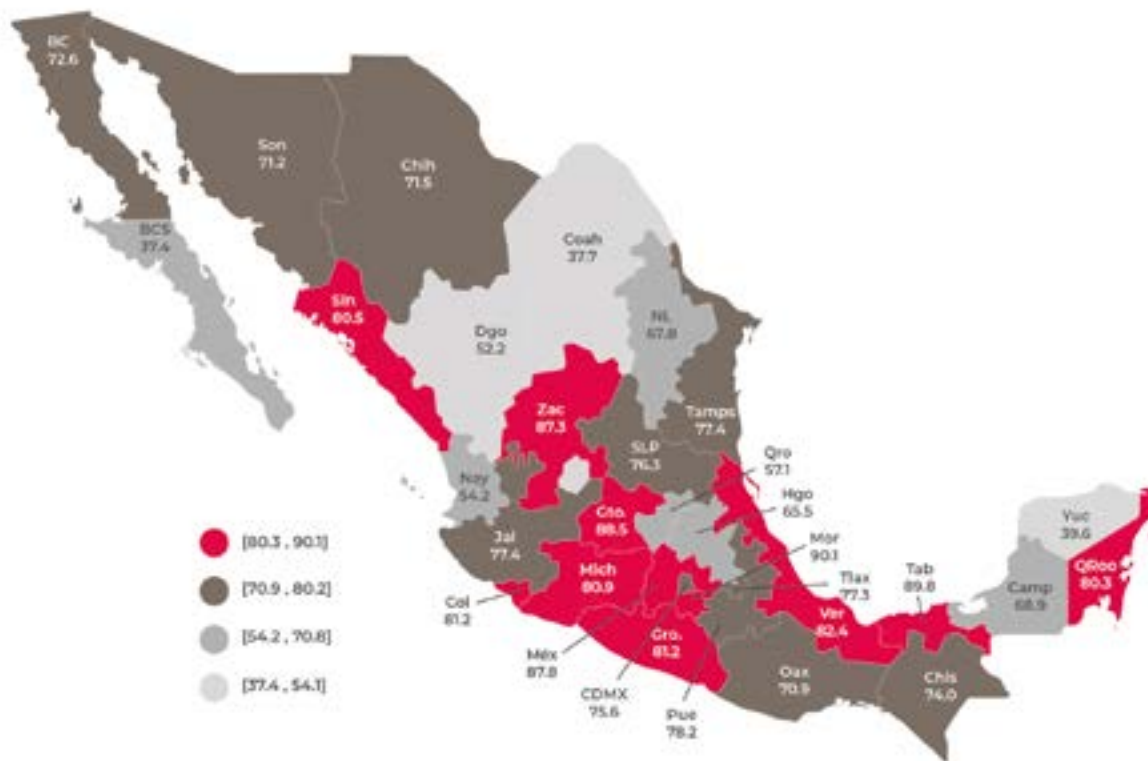 BC
72.6
Son
71.2
Chih
71.5
BCS
37.4
Coah
37.7
Sin
80.5
NL
67.8
Dgo
52.2
Zac
87.3
Tamps
77.4
SLP
76.3
Qro
57.1
Nay
54.2
Hgo
65.5
Gto.
88.5
Yuc
39.6
Jal
77.4
Mor
90.1
Mich
80.9
QRoo
80.3
Tab
89.8
Tlax
77.3
Camp
68.9
Col
81.2
Ver
82.4
Gro.
81.2
Méx
87.8
Oax
70.9
Chis
74.0
CDMX
75.6
Pue
78.2
[80.3 , 90.1]
[70.9 , 80.2]
[54.2 , 70.8]
[37.4 , 54.1]